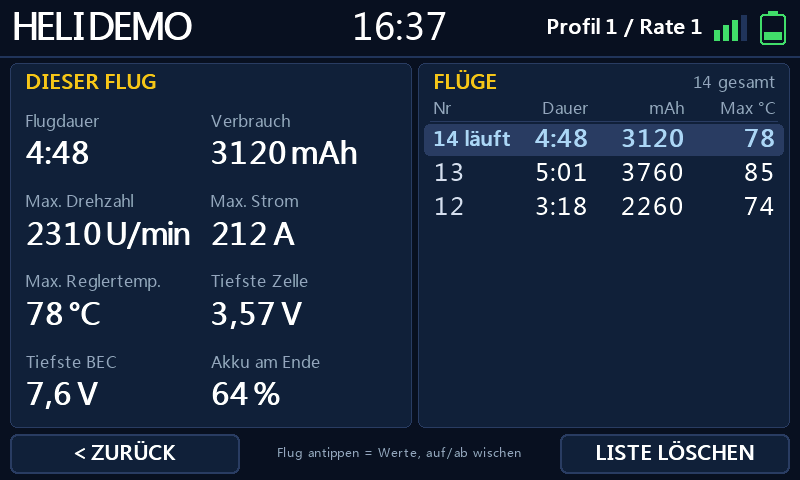 HELI DEMO 16:37 Profil 1 / Rate 1
DIESER FLUG
Flugdauer Verbrauch
4:48 3120 mAh
Max. Drehzahl Max. Strom
2310 U/min 212 A
Max. Reglertemp. Tiefste Zelle
78 °C 3,57 V
Tiefste BEC Akku am Ende
7,6 V 64 %
FLÜGE 14 gesamt
Nr Dauer mAh Max °C
14 läuft 4:48 3120 78
13 5:01 3760 85
12 3:18 2260 74
< ZURÜCK Flug antippen = Werte, auf/ab wischen LISTE LÖSCHEN